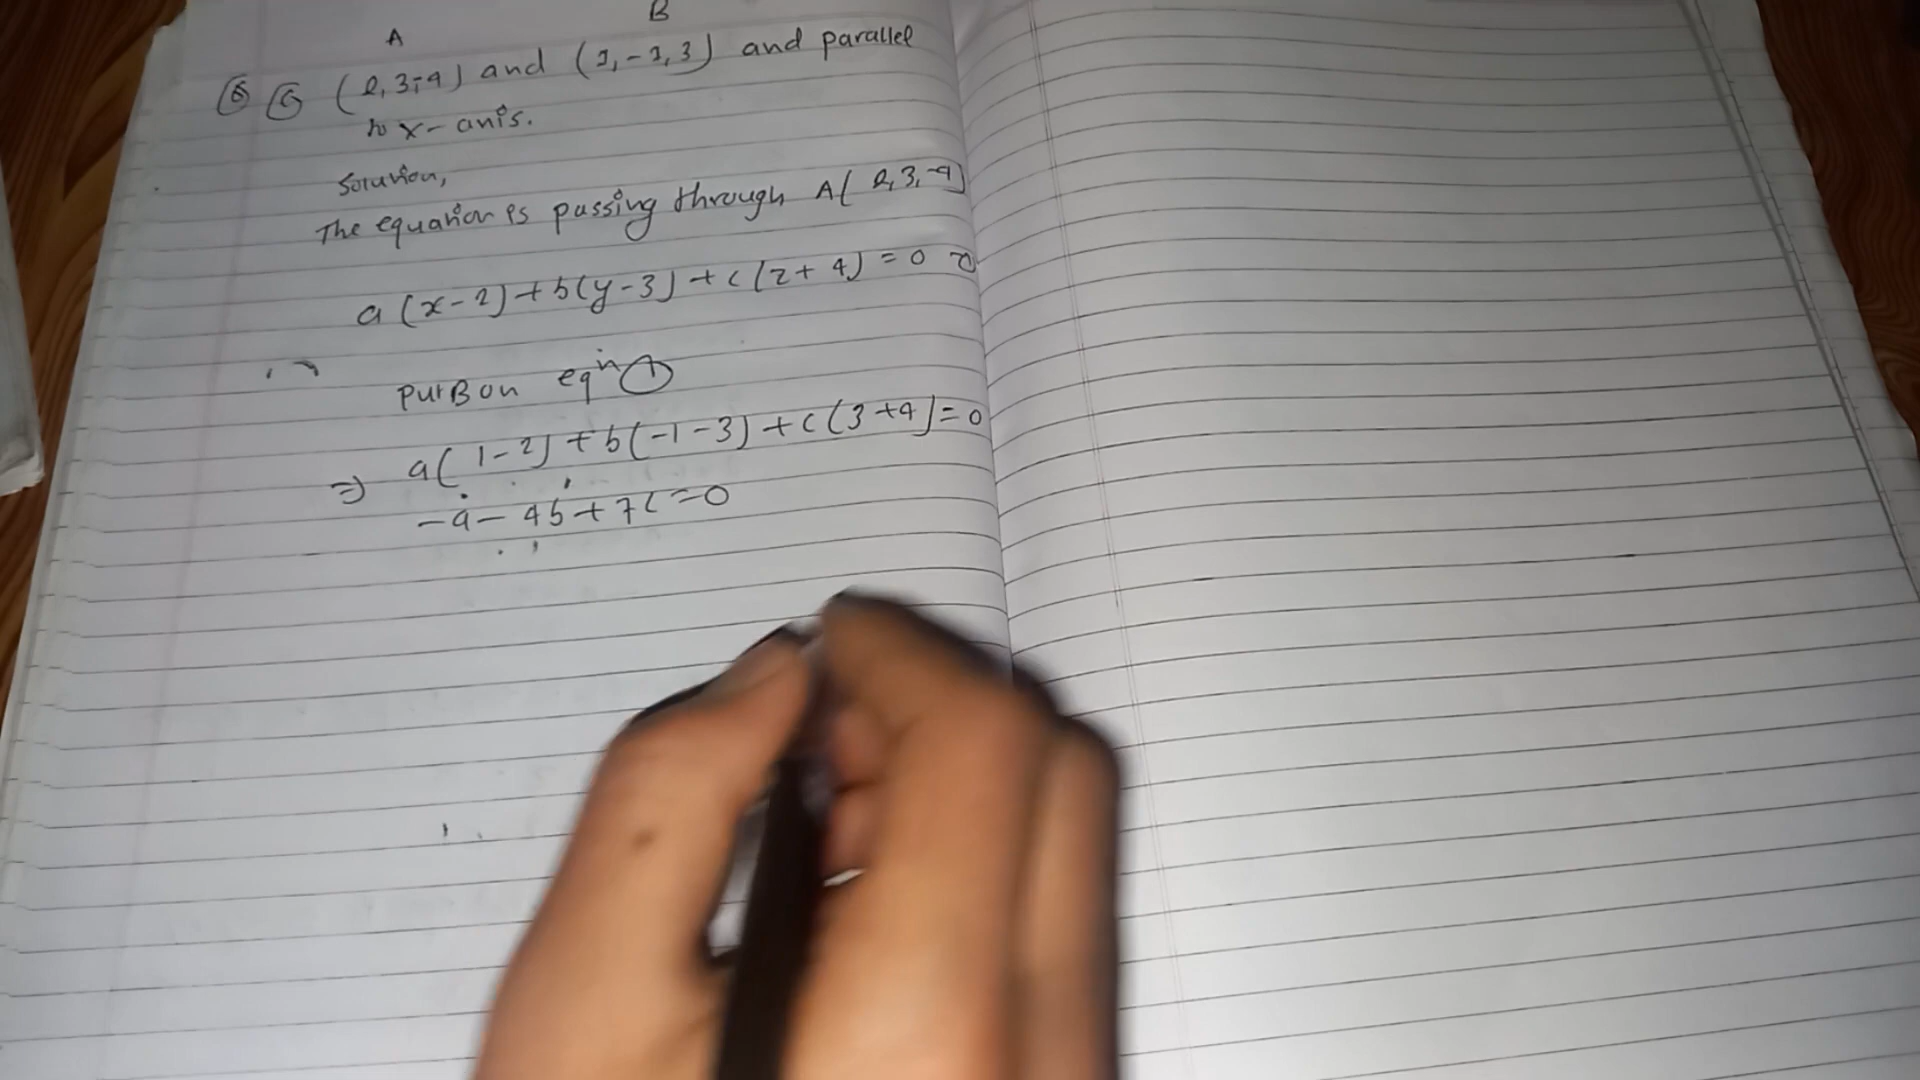 A B
⑥ ⓒ (2, 3, -4) and (1, -1, 3) and parallel
to x-axis.
Solution,
The equation is passing through A( 2, 3, -4)
a (x-2) + b(y-3) + c (z + 4) = 0
Put B on eqⁿ ①
⇒ a( 1-2) + b(-1-3) + c (3+4) = 0
-a - 4b + 7c = 0